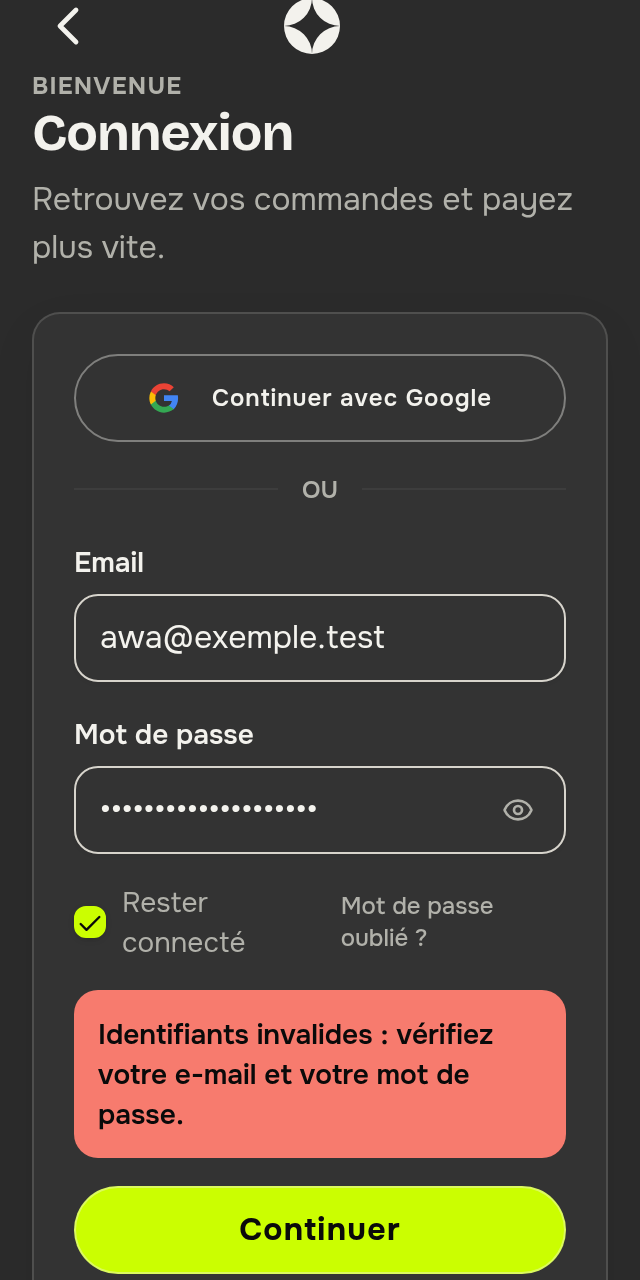 BIENVENUE
Connexion
Retrouvez vos commandes et payez
plus vite.
Continuer avec Google
OU
Email
awa@exemple.test
Mot de passe
••••••••••••••••••••
Rester
connecté
Mot de passe
oublié ?
Identifiants invalides : vérifiez
votre e-mail et votre mot de
passe.
Continuer